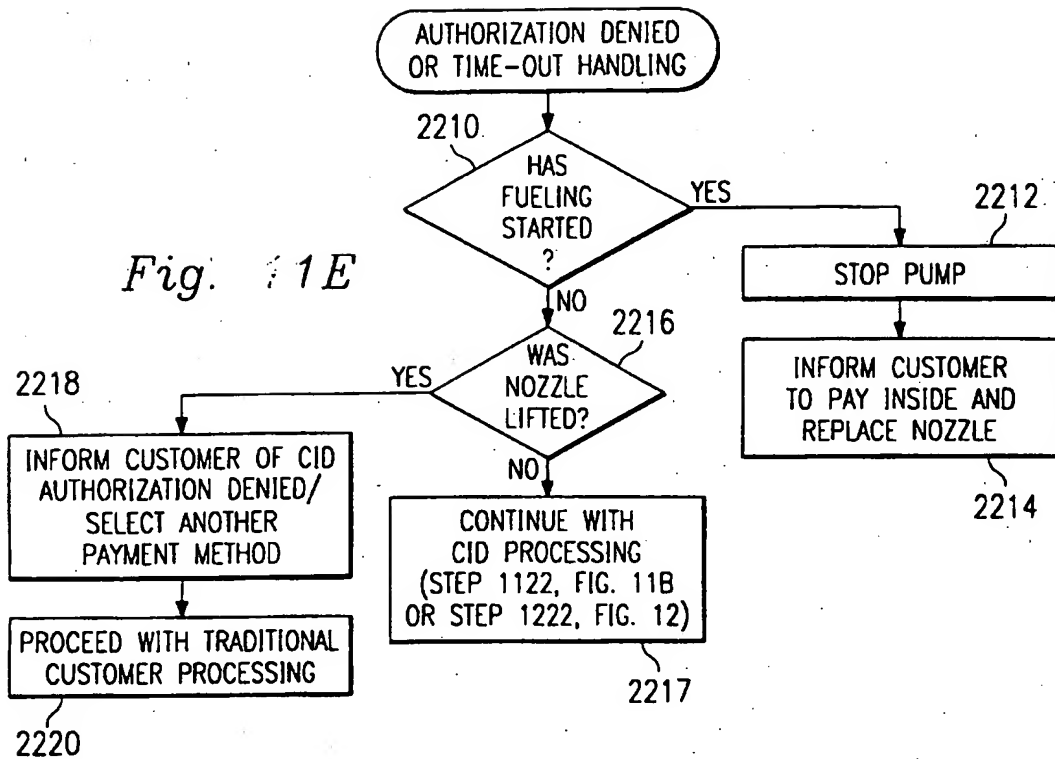 AUTHORIZATION DENIED
OR TIME-OUT HANDLING
2210
HAS
FUELING
STARTED
?
YES
2212
STOP PUMP
Fig. 11E
NO
2216
WAS
NOZZLE
LIFTED?
YES
INFORM CUSTOMER
TO PAY INSIDE AND
REPLACE NOZZLE
2214
2218
INFORM CUSTOMER OF CID
AUTHORIZATION DENIED/
SELECT ANOTHER
PAYMENT METHOD
NO
CONTINUE WITH
CID PROCESSING
(STEP 1122, FIG. 11B
OR STEP 1222, FIG. 12)
2217
PROCEED WITH TRADITIONAL
CUSTOMER PROCESSING
2220